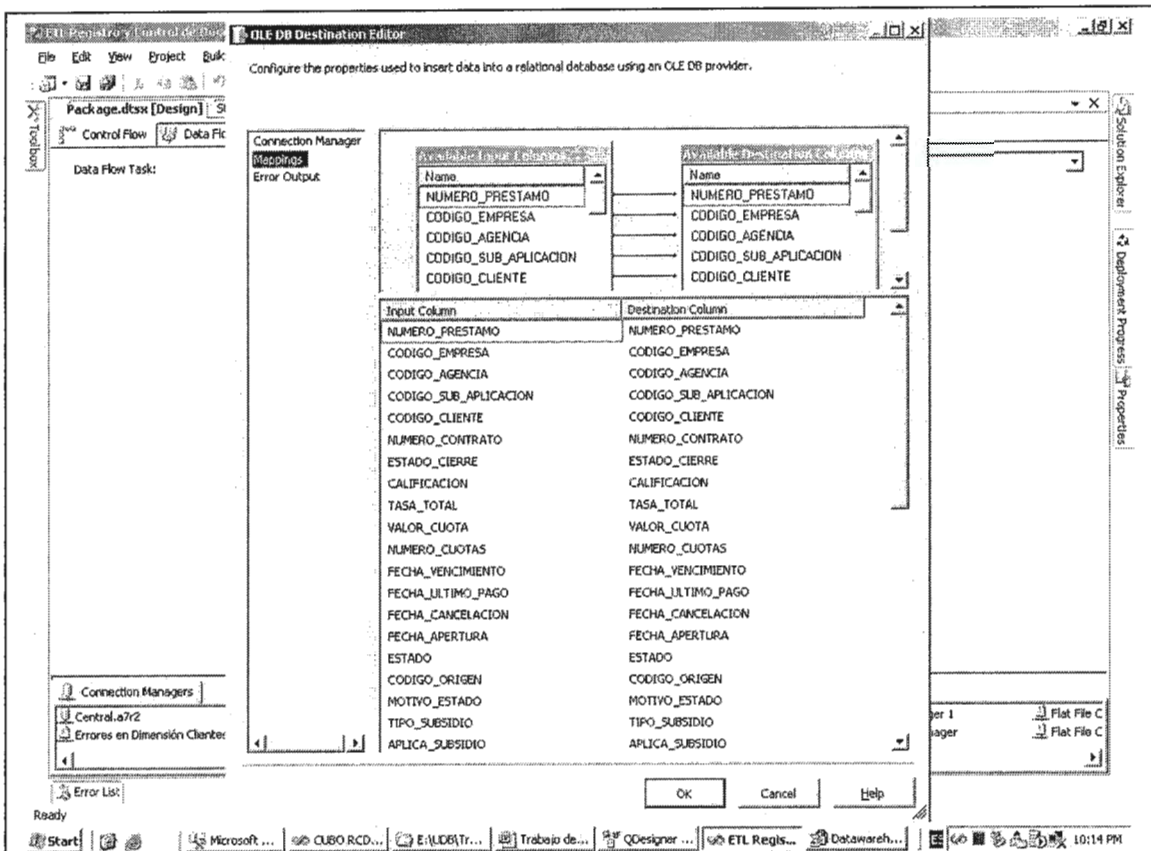 OLE DB Destination Editor
File Edit View Project
Configure the properties used to insert data into a relational database using an OLE DB provider.
Package.dtsx [Design]
Control Flow
Data Flow Task:
Toolbox
Connection Manager
Mappings
Error Output
Available Input Columns
Name
NUMERO_PRESTAMO
CODIGO_EMPRESA
CODIGO_AGENCIA
CODIGO_SUB_APLICACION
CODIGO_CLIENTE
Name
NUMERO_PRESTAMO
CODIGO_EMPRESA
CODIGO_AGENCIA
CODIGO_SUB_APLICACION
CODIGO_CLIENTE
Input Column Destination Column
NUMERO_PRESTAMO NUMERO_PRESTAMO
CODIGO_EMPRESA CODIGO_EMPRESA
CODIGO_AGENCIA CODIGO_AGENCIA
CODIGO_SUB_APLICACION CODIGO_SUB_APLICACION
CODIGO_CLIENTE CODIGO_CLIENTE
NUMERO_CONTRATO NUMERO_CONTRATO
ESTADO_CIERRE ESTADO_CIERRE
CALIFICACION CALIFICACION
TASA_TOTAL TASA_TOTAL
VALOR_CUOTA VALOR_CUOTA
NUMERO_CUOTAS NUMERO_CUOTAS
FECHA_VENCIMIENTO FECHA_VENCIMIENTO
FECHA_ULTIMO_PAGO FECHA_ULTIMO_PAGO
FECHA_CANCELACION FECHA_CANCELACION
FECHA_APERTURA FECHA_APERTURA
ESTADO ESTADO
CODIGO_ORIGEN CODIGO_ORIGEN
MOTIVO_ESTADO MOTIVO_ESTADO
TIPO_SUBSIDIO TIPO_SUBSIDIO
APLICA_SUBSIDIO APLICA_SUBSIDIO
Solution Explorer
Deployment Progress
Properties
Connection Managers
Central.a7r2
Errores en Dimensión Clientes
ger 1 Flat File C
nager Flat File C
OK Cancel Help
Error List
Ready
Start Microsoft ... CUBO RCD... E:\UDB\Tr... Trabajo de... QDesigner ... ETL Regis... Datawareh... 10:14 PM